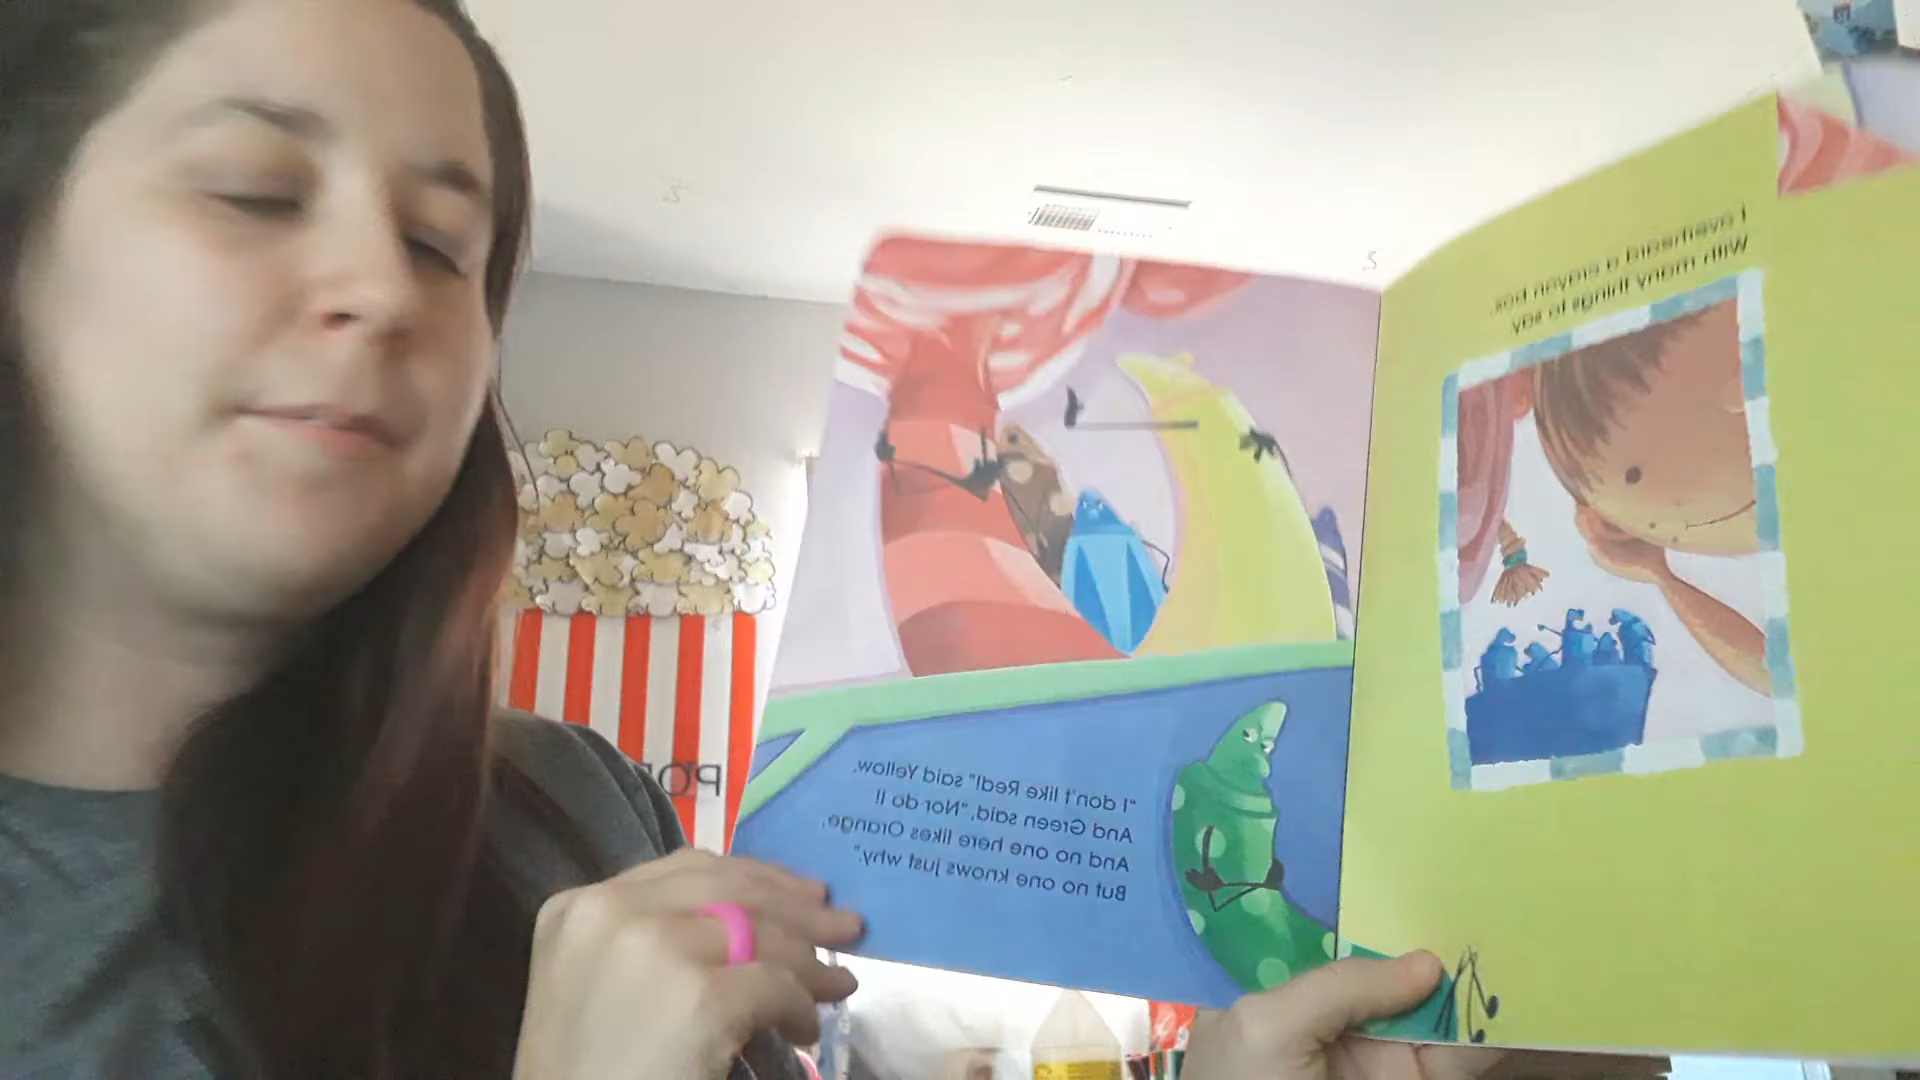 I overheard a crayon box,
With many things to say
"I don't like Red!" said Yellow.
And Green said, "Nor do I!
And no one here likes Orange,
But no one knows just why."